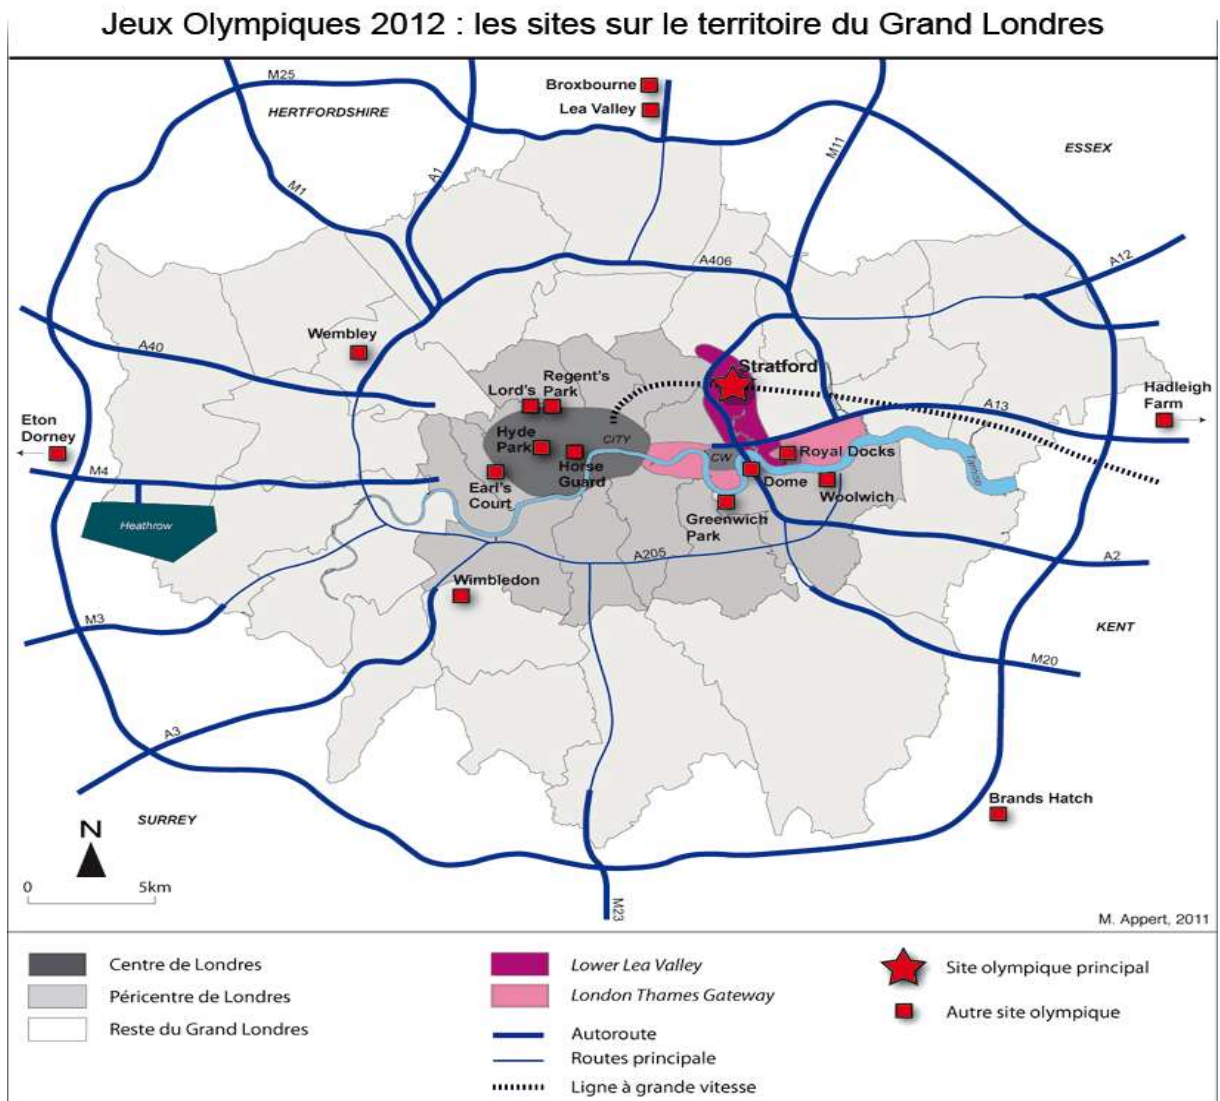 Jeux Olympiques 2012 : les sites sur le territoire du Grand Londres
M25
HERTFORDSHIRE
Broxbourne
Lea Valley
ESSEX
M11
M1
A1
A406
A12
Wembley
A40
Stratford
Regent's
Park
Lord's
Hadleigh
Farm
A13
Eton
Dorney
Hyde
Park
CITY
Horse
Guard
CW
Royal Docks
Tamise
M4
Earl's
Court
Dome
Woolwich
Heathrow
Greenwich
Park
A205
A2
Wimbledon
M3
KENT
M20
A3
Brands Hatch
SURREY
N
0 5km
M23
M. Appert, 2011
Centre de Londres
Péricentre de Londres
Reste du Grand Londres
Lower Lea Valley
London Thames Gateway
Autoroute
Routes principale
Ligne à grande vitesse
Site olympique principal
Autre site olympique